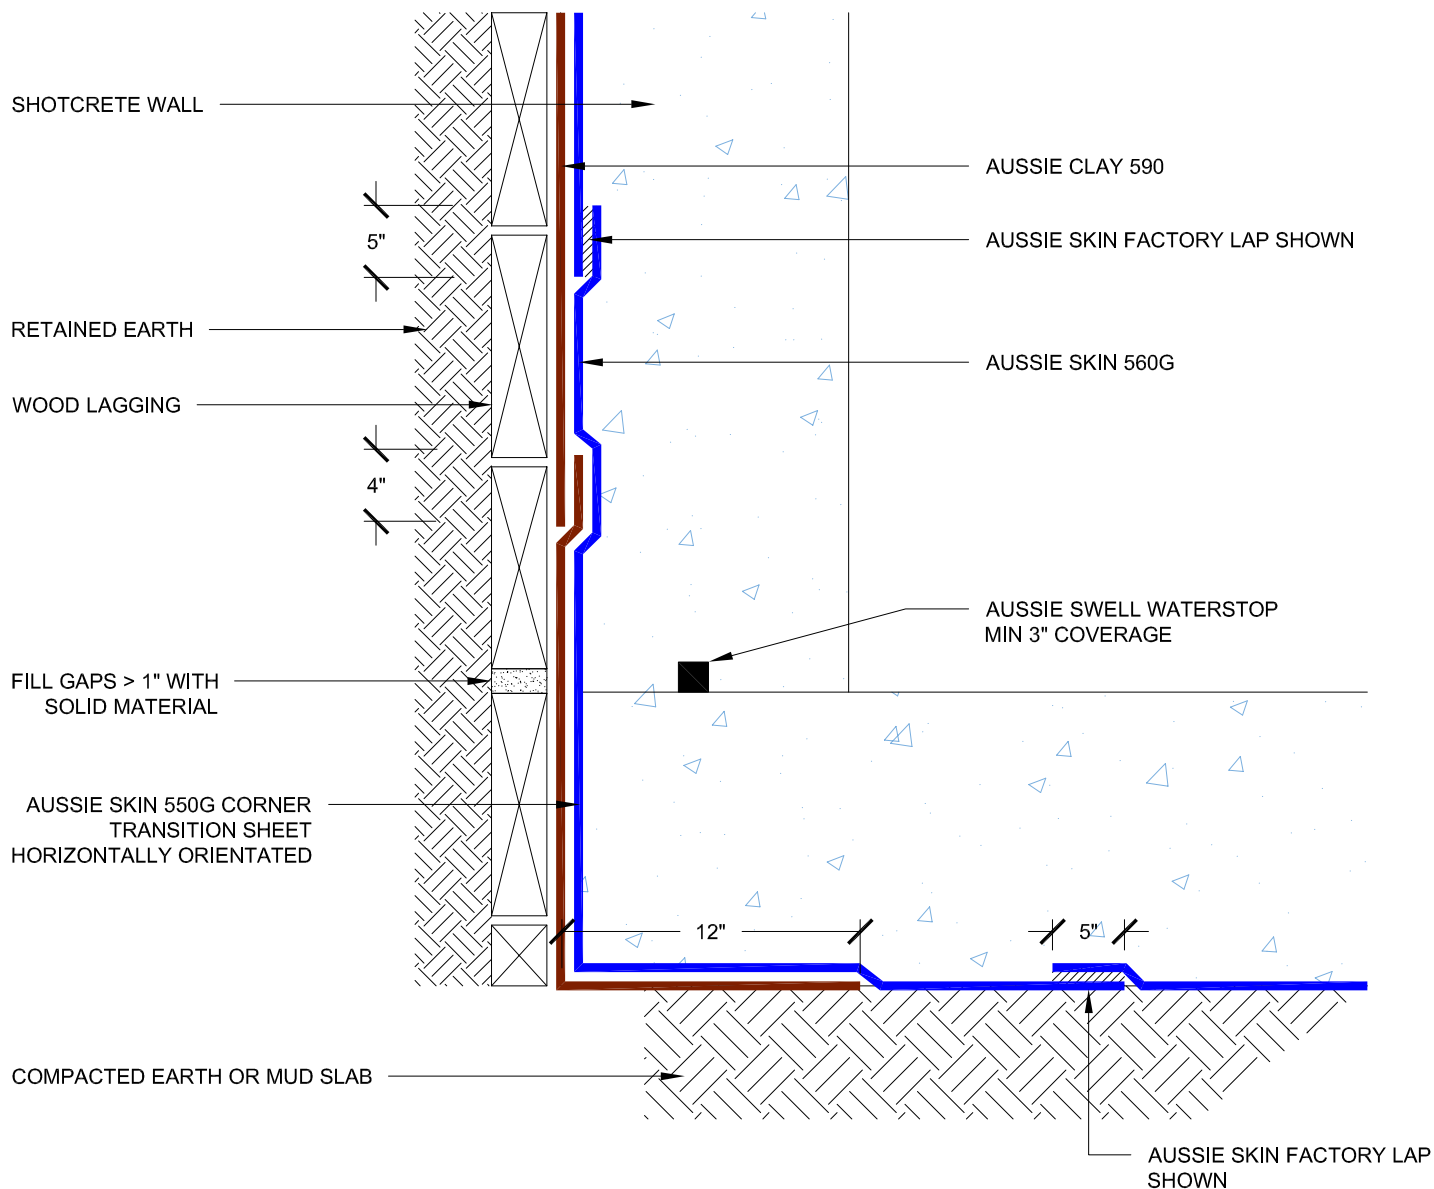 SHOTCRETE WALL
AUSSIE CLAY 590
5"
AUSSIE SKIN FACTORY LAP SHOWN
RETAINED EARTH
AUSSIE SKIN 560G
WOOD LAGGING
4"
AUSSIE SWELL WATERSTOP
MIN 3" COVERAGE
FILL GAPS > 1" WITH
SOLID MATERIAL
AUSSIE SKIN 550G CORNER
TRANSITION SHEET
HORIZONTALLY ORIENTATED
12"
5"
COMPACTED EARTH OR MUD SLAB
AUSSIE SKIN FACTORY LAP
SHOWN